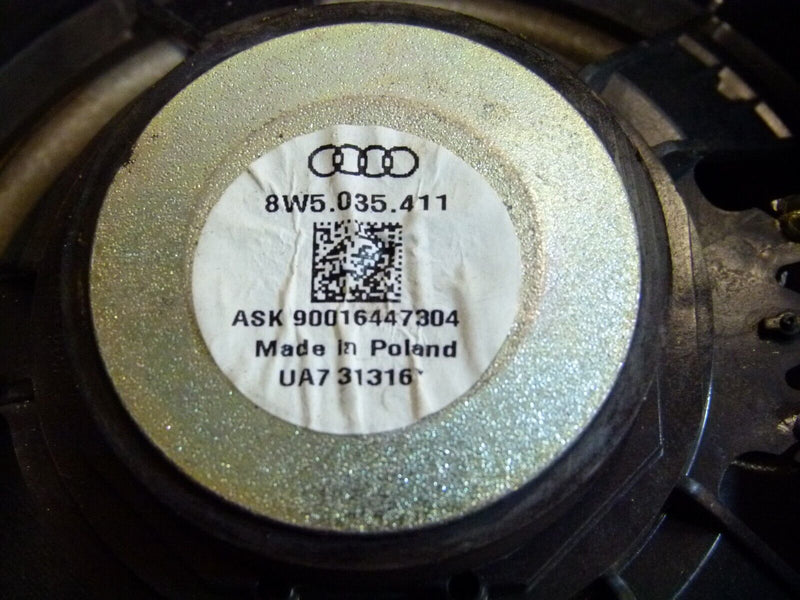 8W5.035.411
ASK 90016447304
Made in Poland
UA7 31316